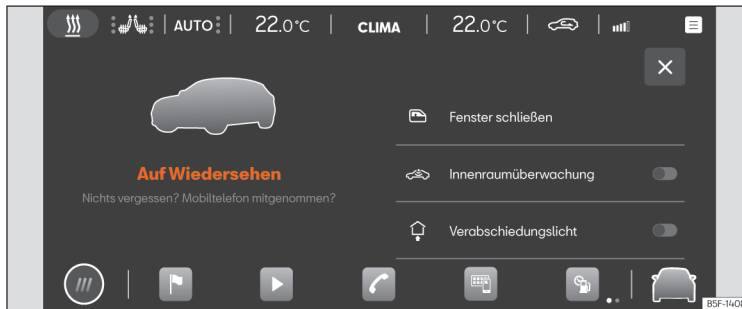 AUTO 22.0°C CLIMA 22.0°C
Fenster schließen
Auf Wiedersehen
Innenraumüberwachung
Nichts vergessen? Mobiltelefon mitgenommen?
Verabschiedungslicht
B5F-1408